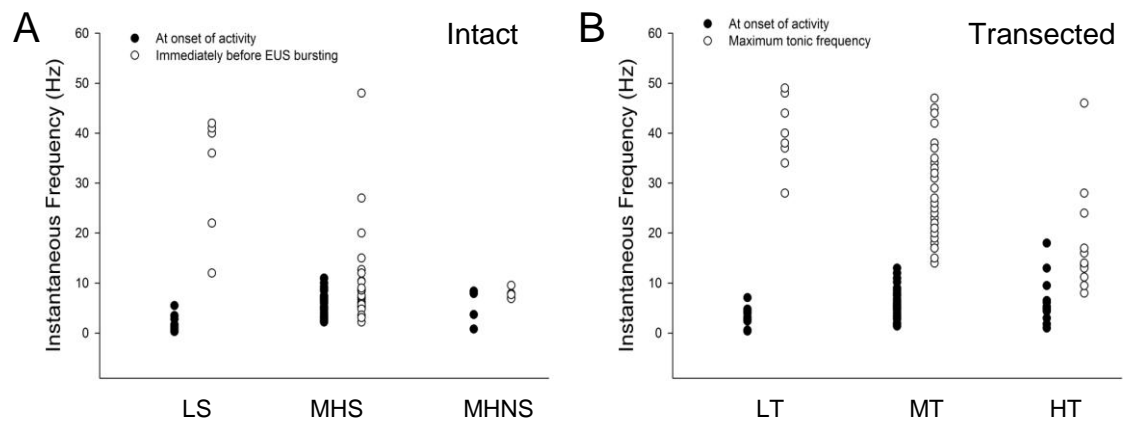 A
Intact
At onset of activity
Immediately before EUS bursting
Instantaneous Frequency (Hz)
60
50
40
30
20
10
0
LS MHS MHNS
B
Transected
At onset of activity
Maximum tonic frequency
Instantaneous Frequency (Hz)
60
50
40
30
20
10
0
LT MT HT